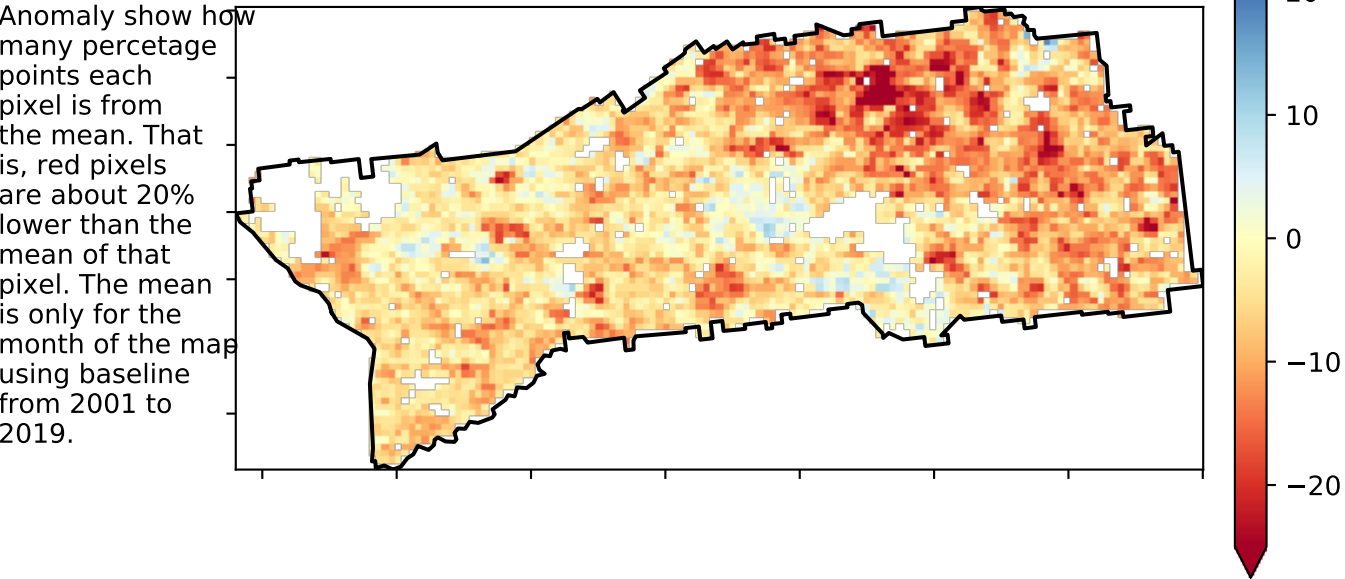 Anomaly show how
many percetage
points each
pixel is from
the mean. That
is, red pixels
are about 20%
lower than the
mean of that
pixel. The mean
is only for the
month of the map
using baseline
from 2001 to
2019.
10
0
−10
−20